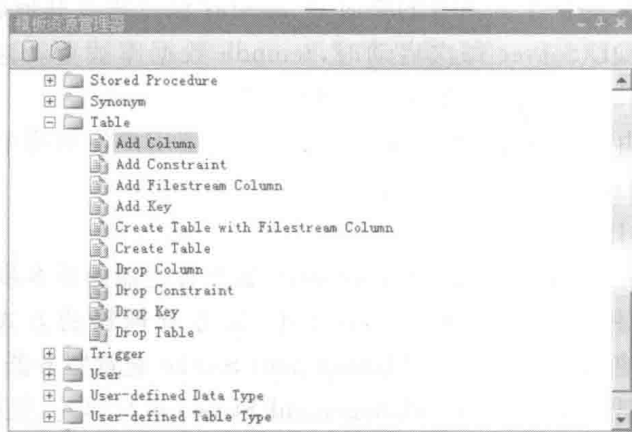 模板资源管理器
Stored Procedure
Synonym
Table
Add Column
Add Constraint
Add Filestream Column
Add Key
Create Table with Filestream Column
Create Table
Drop Column
Drop Constraint
Drop Key
Drop Table
Trigger
User
User-defined Data Type
User-defined Table Type